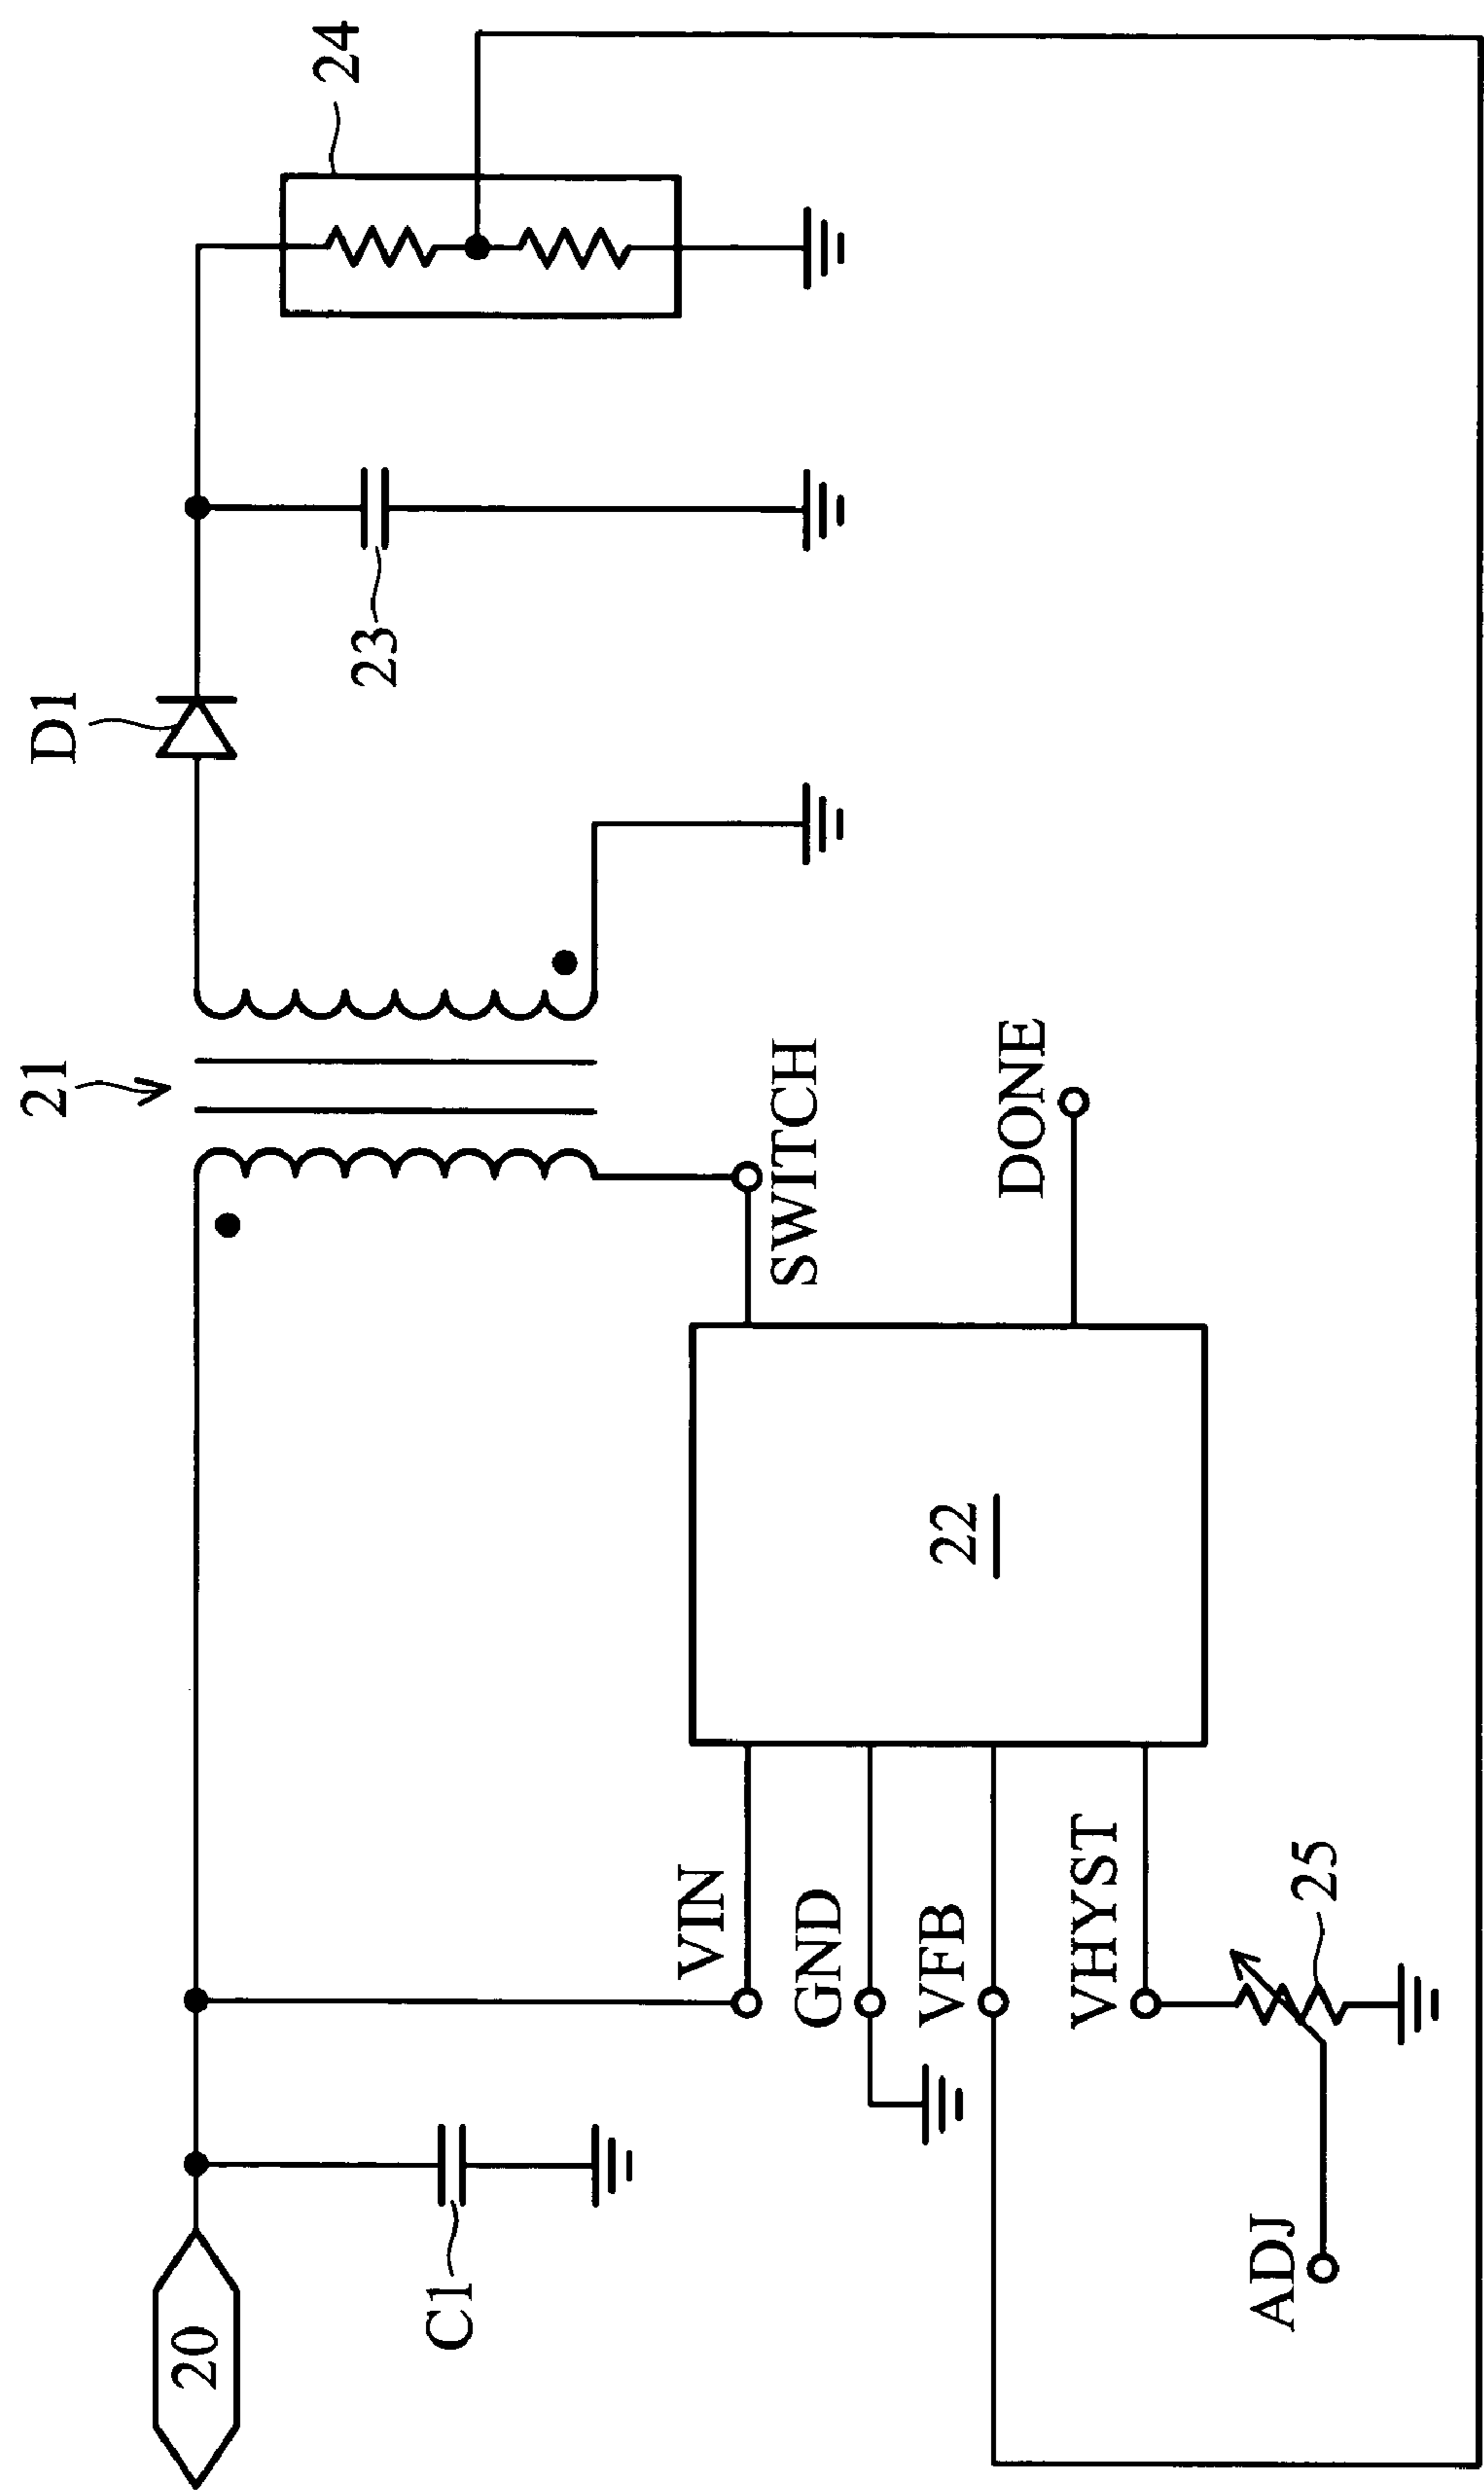 20
C1
21
D1
23
24
VIN
GND
VFB
VHYST
22
SWITCH
DONE
ADJ
25